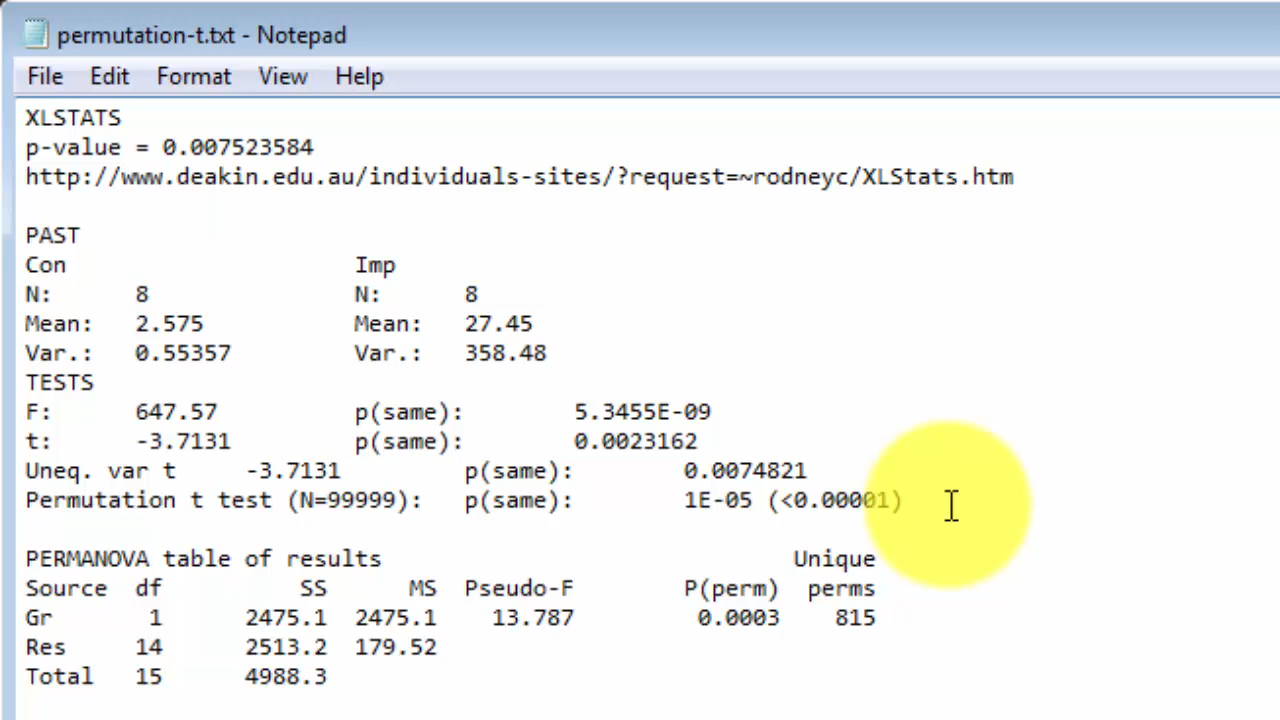 permutation-t.txt - Notepad
File Edit Format View Help
XLSTATS
p-value = 0.007523584
http://www.deakin.edu.au/individuals-sites/?request=~rodneyc/XLStats.htm
PAST
Con Imp
N: 8 N: 8
Mean: 2.575 Mean: 27.45
Var.: 0.55357 Var.: 358.48
TESTS
F: 647.57 p(same): 5.3455E-09
t: -3.7131 p(same): 0.0023162
Uneq. var t -3.7131 p(same): 0.0074821
Permutation t test (N=99999): p(same): 1E-05 (<0.00001)
PERMANOVA table of results Unique
Source df SS MS Pseudo-F P(perm) perms
Gr 1 2475.1 2475.1 13.787 0.0003 815
Res 14 2513.2 179.52
Total 15 4988.3